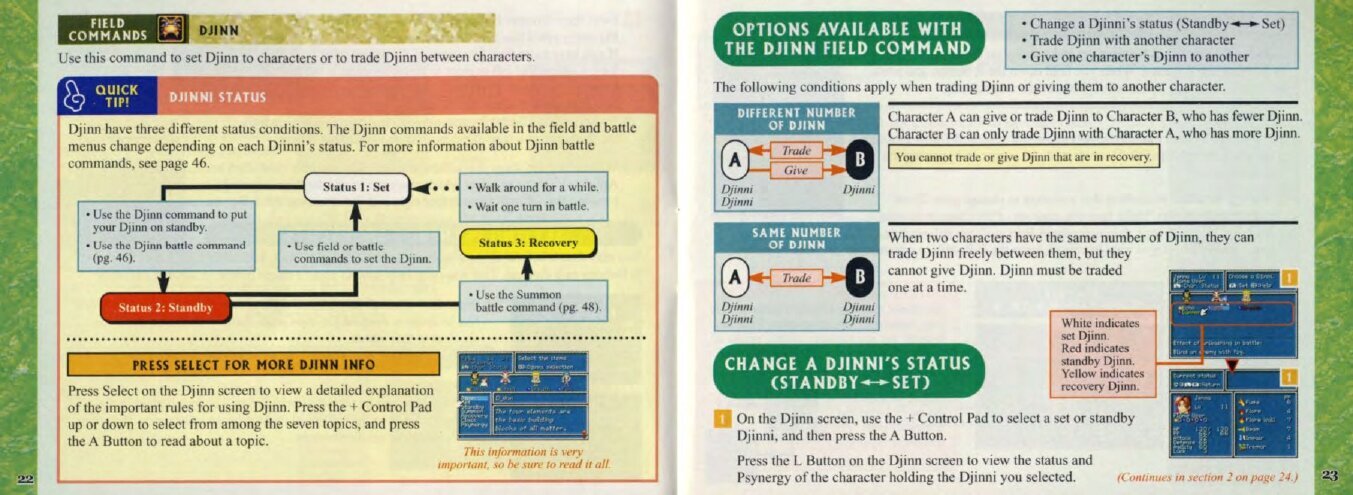 FIELD
COMMANDS
DJINN
Use this command to set Djinn to characters or to trade Djinn between characters.
QUICK
TIP!
DJINNI STATUS
Djinn have three different status conditions. The Djinn commands available in the field and battle
menus change depending on each Djinni's status. For more information about Djinn battle
commands, see page 46.
Status 1: Set
• Walk around for a while.
• Wait one turn in battle.
• Use the Djinn command to put
your Djinn on standby.
• Use the Djinn battle command
(pg. 46).
• Use field or battle
commands to set the Djinn.
Status 3: Recovery
Status 2: Standby
• Use the Summon
battle command (pg. 48).
PRESS SELECT FOR MORE DJINN INFO
Press Select on the Djinn screen to view a detailed explanation
of the important rules for using Djinn. Press the + Control Pad
up or down to select from among the seven topics, and press
the A Button to read about a topic.
Select the items
Djinn
The four elements are
the basic building
blocks of all matter.
This information is very
important, so be sure to read it all.
22
OPTIONS AVAILABLE WITH
THE DJINN FIELD COMMAND
• Change a Djinni's status (Standby◄─►Set)
• Trade Djinn with another character
• Give one character's Djinn to another
The following conditions apply when trading Djinn or giving them to another character.
DIFFERENT NUMBER
OF DJINN
A
Trade
Give
B
Djinni
Djinni
Djinni
Character A can give or trade Djinn to Character B, who has fewer Djinn.
Character B can only trade Djinn with Character A, who has more Djinn.
You cannot trade or give Djinn that are in recovery.
SAME NUMBER
OF DJINN
A
Trade
B
Djinni
Djinni
Djinni
Djinni
When two characters have the same number of Djinn, they can
trade Djinn freely between them, but they
cannot give Djinn. Djinn must be traded
one at a time.
1
White indicates
set Djinn.
Red indicates
standby Djinn.
Yellow indicates
recovery Djinn.
1
CHANGE A DJINNI'S STATUS
(STANDBY◄─►SET)
1 On the Djinn screen, use the + Control Pad to select a set or standby
Djinni, and then press the A Button.
Press the L Button on the Djinn screen to view the status and
Psynergy of the character holding the Djinni you selected.
(Continues in section 2 on page 24.)
23